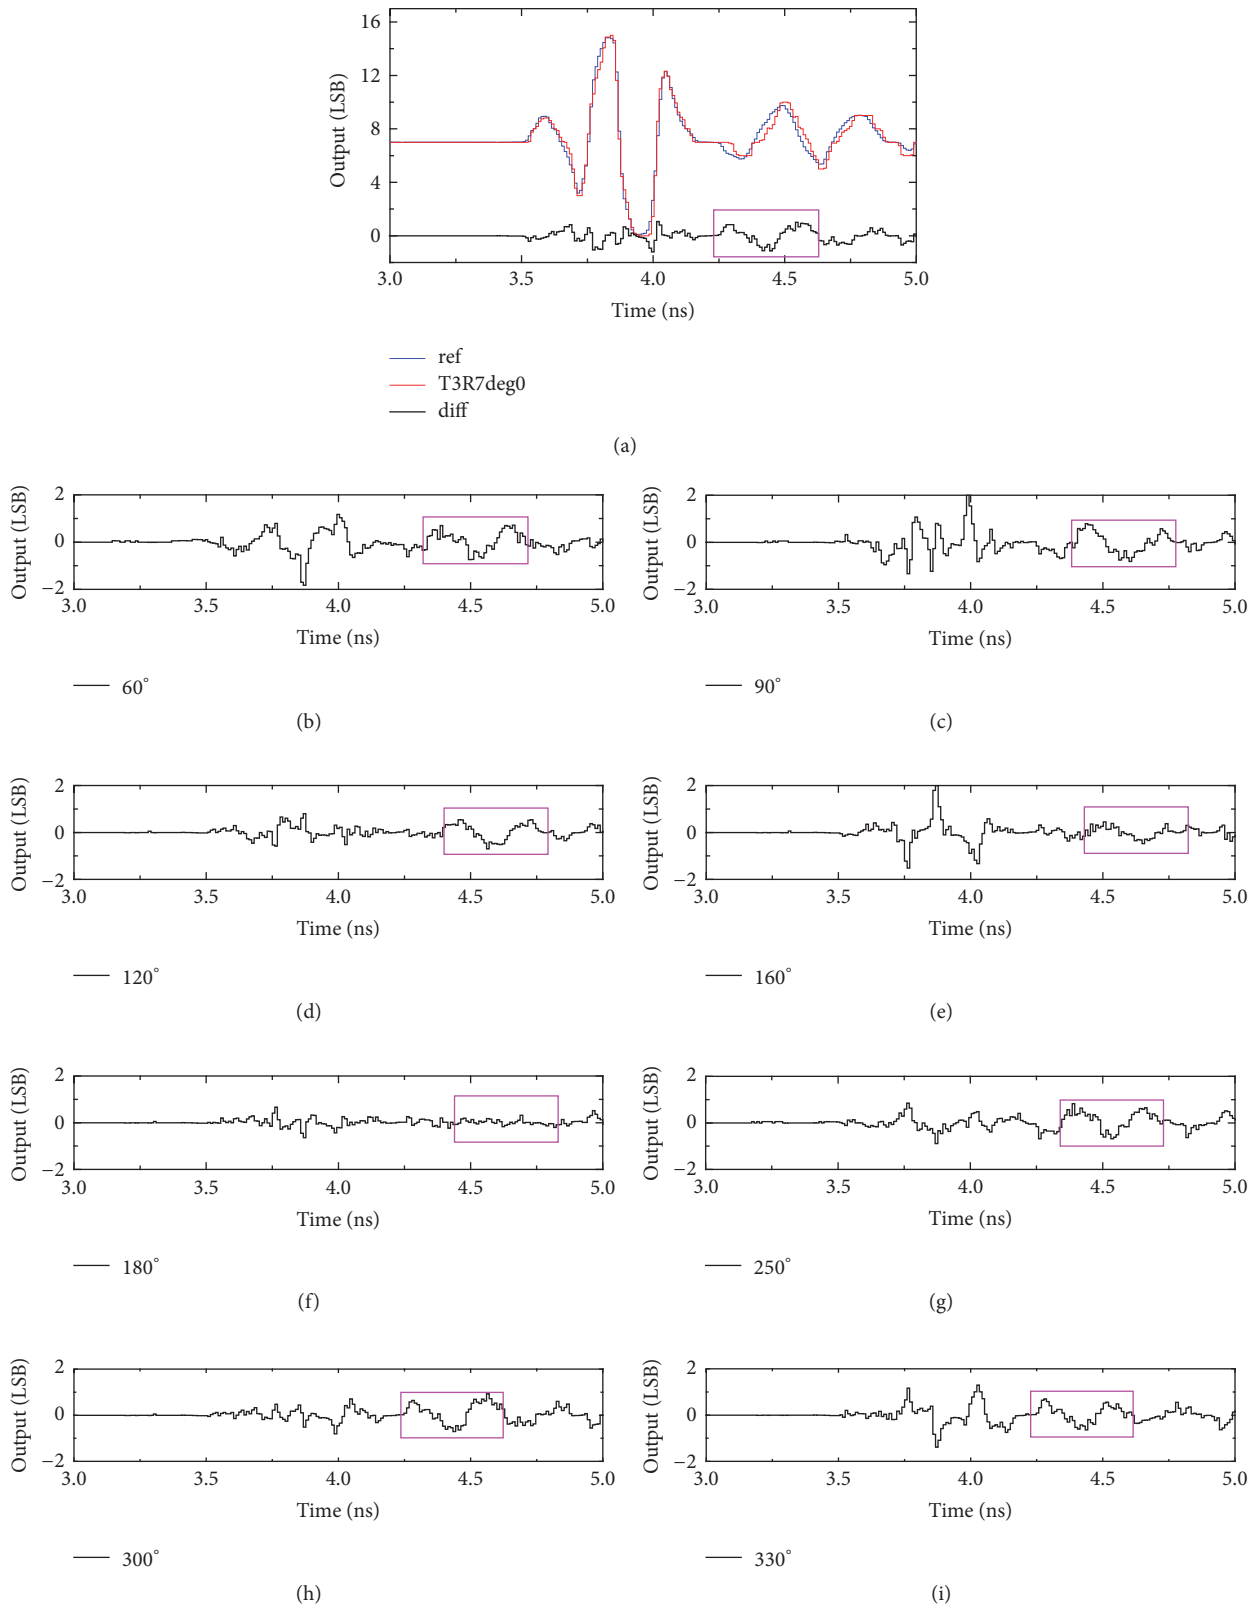 16
12
8
4
0
Output (LSB)
3.0 3.5 4.0 4.5 5.0
Time (ns)
ref
T3R7deg0
diff
(a)
2
0
−2
Output (LSB)
3.0 3.5 4.0 4.5 5.0
Time (ns)
60°
(b)
2
0
−2
Output (LSB)
3.0 3.5 4.0 4.5 5.0
Time (ns)
90°
(c)
2
0
−2
Output (LSB)
3.0 3.5 4.0 4.5 5.0
Time (ns)
120°
(d)
2
0
−2
Output (LSB)
3.0 3.5 4.0 4.5 5.0
Time (ns)
160°
(e)
2
0
−2
Output (LSB)
3.0 3.5 4.0 4.5 5.0
Time (ns)
180°
(f)
2
0
−2
Output (LSB)
3.0 3.5 4.0 4.5 5.0
Time (ns)
250°
(g)
2
0
−2
Output (LSB)
3.0 3.5 4.0 4.5 5.0
Time (ns)
300°
(h)
2
0
−2
Output (LSB)
3.0 3.5 4.0 4.5 5.0
Time (ns)
330°
(i)